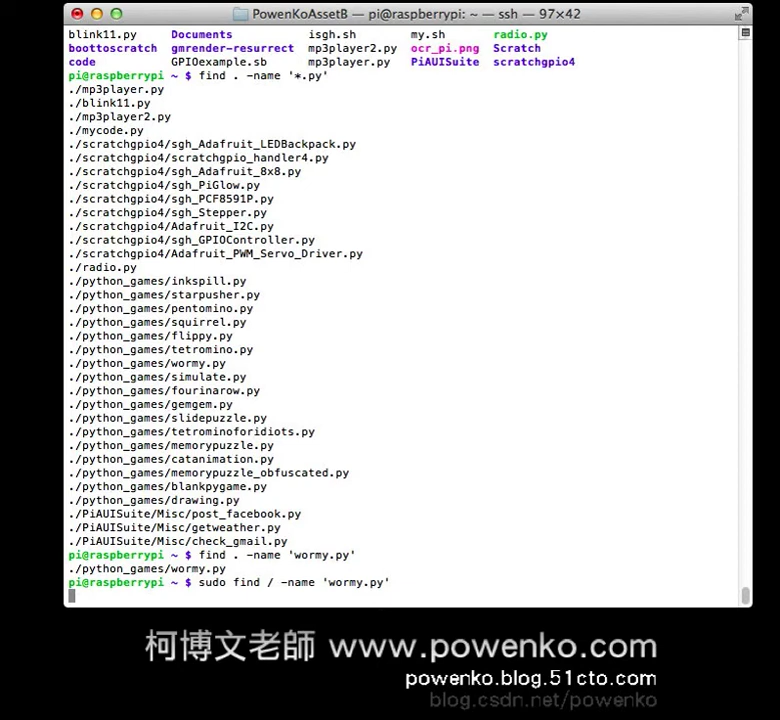 PowenKoAssetB — pi@raspberrypi: ~ — ssh — 97×42
blink11.py Documents isgh.sh my.sh radio.py
boottoscratch gmrender-resurrect mp3player2.py ocr_pi.png Scratch
code GPIOexample.sb mp3player.py PiAUISuite scratchgpio4
pi@raspberrypi ~ $ find . -name '*.py'
./mp3player.py
./blink11.py
./mp3player2.py
./mycode.py
./scratchgpio4/sgh_Adafruit_LEDBackpack.py
./scratchgpio4/scratchgpio_handler4.py
./scratchgpio4/sgh_Adafruit_8x8.py
./scratchgpio4/sgh_PiGlow.py
./scratchgpio4/sgh_PCF8591P.py
./scratchgpio4/sgh_Stepper.py
./scratchgpio4/Adafruit_I2C.py
./scratchgpio4/sgh_GPIOController.py
./scratchgpio4/Adafruit_PWM_Servo_Driver.py
./radio.py
./python_games/inkspill.py
./python_games/starpusher.py
./python_games/pentomino.py
./python_games/squirrel.py
./python_games/flippy.py
./python_games/tetromino.py
./python_games/wormy.py
./python_games/simulate.py
./python_games/fourinarow.py
./python_games/gemgem.py
./python_games/slidepuzzle.py
./python_games/tetrominoforidiots.py
./python_games/memorypuzzle.py
./python_games/catanimation.py
./python_games/memorypuzzle_obfuscated.py
./python_games/blankpygame.py
./python_games/drawing.py
./PiAUISuite/Misc/post_facebook.py
./PiAUISuite/Misc/getweather.py
./PiAUISuite/Misc/check_gmail.py
pi@raspberrypi ~ $ find . -name 'wormy.py'
./python_games/wormy.py
pi@raspberrypi ~ $ sudo find / -name 'wormy.py'
柯博文老師 www.powenko.com
powenko.blog.51cto.com
blog.csdn.net/powenko